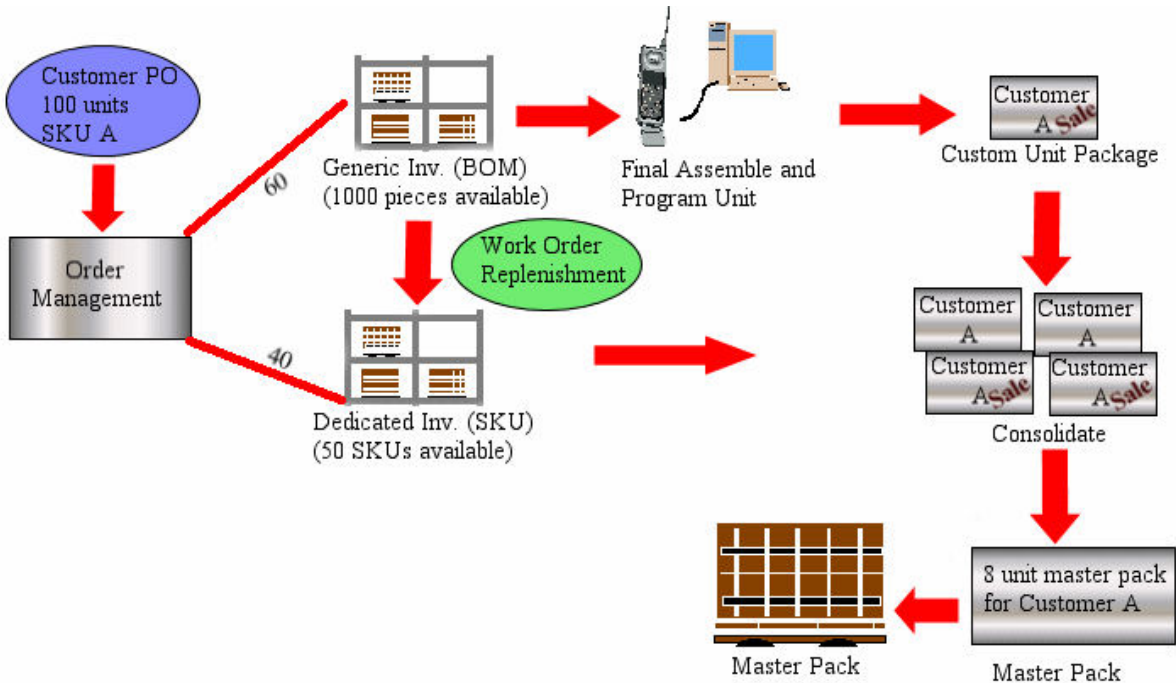 Customer PO
100 units
SKU A
60
Generic Inv. (BOM)
(1000 pieces available)
Final Assemble and
Program Unit
Customer
A Sale
Custom Unit Package
Order
Management
Work Order
Replenishment
40
Dedicated Inv. (SKU)
(50 SKUs available)
Customer
A
Customer
A
Customer
A Sale
Customer
A Sale
Consolidate
8 unit master pack
for Customer A
Master Pack
Master Pack